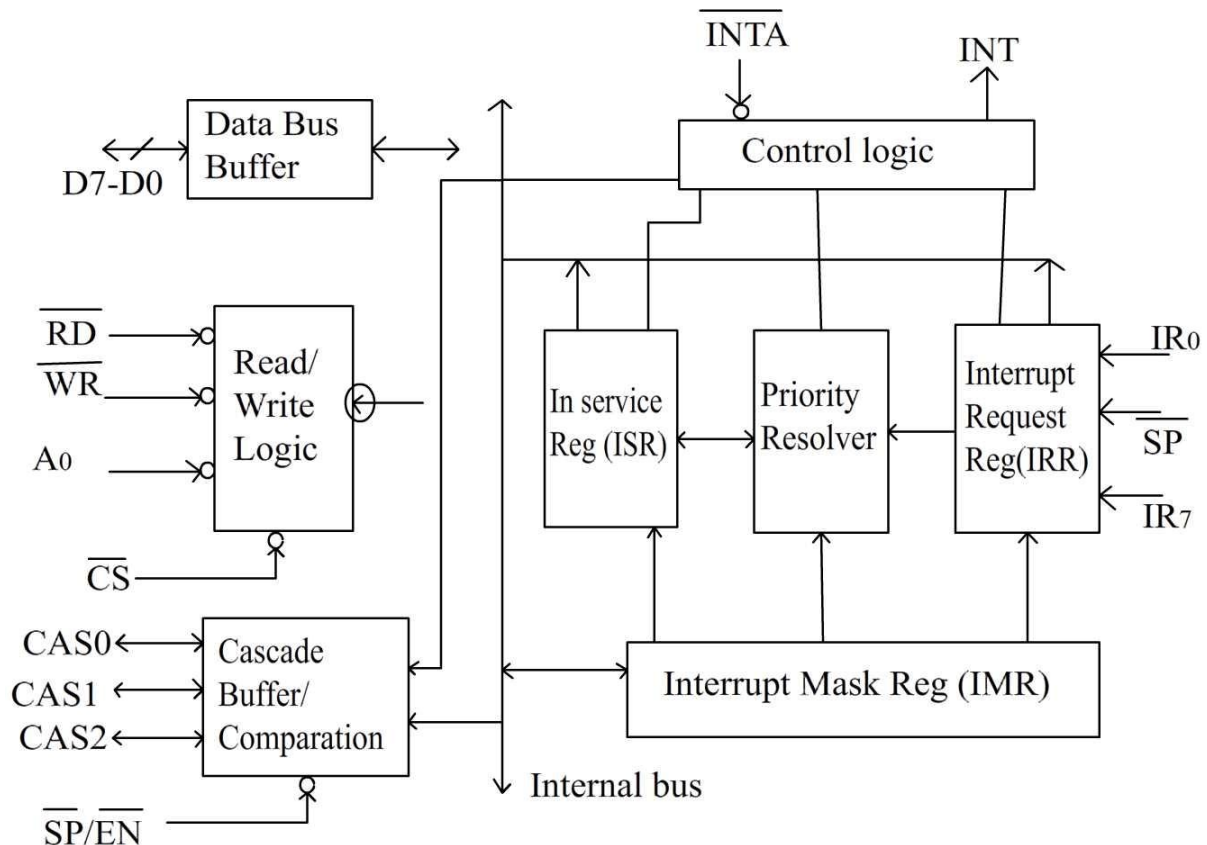 INTA
INT
Data Bus
Buffer
D7-D0
Control logic
RD
WR
A0
Read/
Write
Logic
CS
In service
Reg (ISR)
Priority
Resolver
Interrupt
Request
Reg(IRR)
IR0
SP
IR7
CAS0
CAS1
CAS2
Cascade
Buffer/
Comparation
SP/EN
Interrupt Mask Reg (IMR)
Internal bus